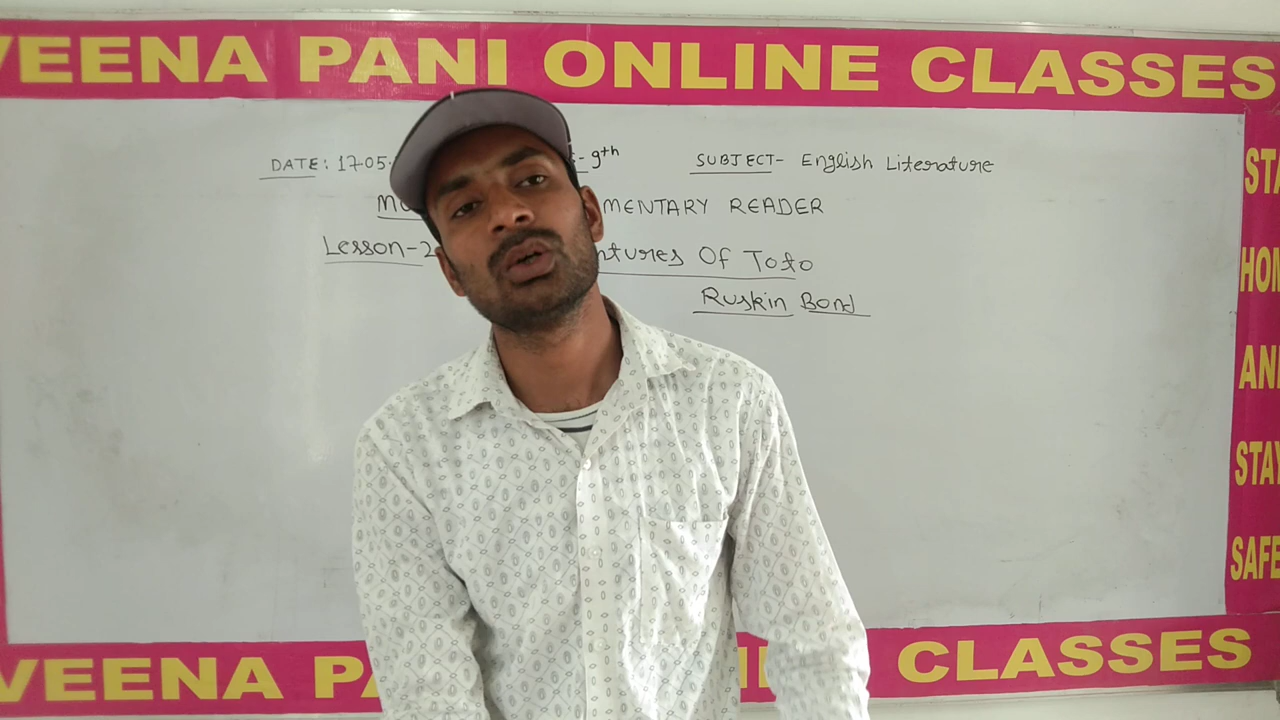 VEENA PANI ONLINE CLASSES
DATE: 17-05. - 9th SUBJECT- English Literature
MENTARY READER
Lesson-2 ntures Of Toto
Ruskin Bond
STA
HOM
AND
STAY
SAFE
VEENA PA CLASSES